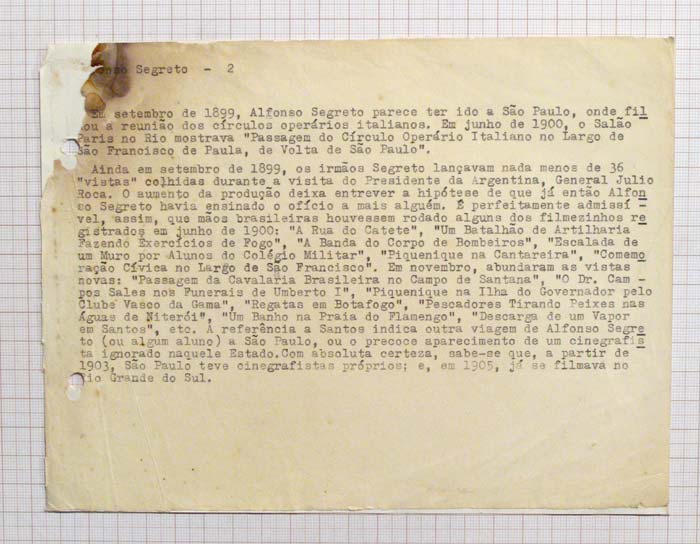 onso Segreto - 2
Em setembro de 1899, Alfonso Segreto parece ter ido a São Paulo, onde fil
ou a reunião dos círculos operários italianos. Em junho de 1900, o Salão
Paris no Rio mostrava "Passagem do Círculo Operário Italiano no Largo de
São Francisco de Paula, de Volta de São Paulo".
Ainda em setembro de 1899, os irmãos Segreto lançavam nada menos de 36
"vistas" colhidas durante a visita do Presidente da Argentina, General Julio
Roca. O aumento da produção deixa entrever a hipótese de que já então Alfon
so Segreto havia ensinado o ofício a mais alguém. É perfeitamente admissí-
vel, assim, que mãos brasileiras houvessem rodado alguns dos filmezinhos re
gistrados em junho de 1900: "A Rua do Catete", "Um Batalhão de Artilharia
Fazendo Exercícios de Fogo", "A Banda do Corpo de Bombeiros", "Escalada de
um Muro por Alunos do Colégio Militar", "Piquenique na Cantareira", "Comemo
ração Cívica no Largo de São Francisco". Em novembro, abundaram as vistas
novas: "Passagem da Cavalaria Brasileira no Campo de Santana", "O Dr. Cam -
pos Sales nos Funerais de Umberto I", "Piquenique na Ilha do Governador pelo
Clube Vasco da Gama", "Regatas em Botafogo", "Pescadores Tirando Peixes nas
Águas de Niterói", "Um Banho na Praia do Flamengo", "Descarga de um Vapor
em Santos", etc. A referência a Santos indica outra viagem de Alfonso Segre
to (ou algum aluno) a São Paulo, ou o precoce aparecimento de um cinegrafis
ta ignorado naquele Estado.Com absoluta certeza, sabe-se que, a partir de
1903, São Paulo teve cinegrafistas próprios; e, em 1905, já se filmava no
Rio Grande do Sul.